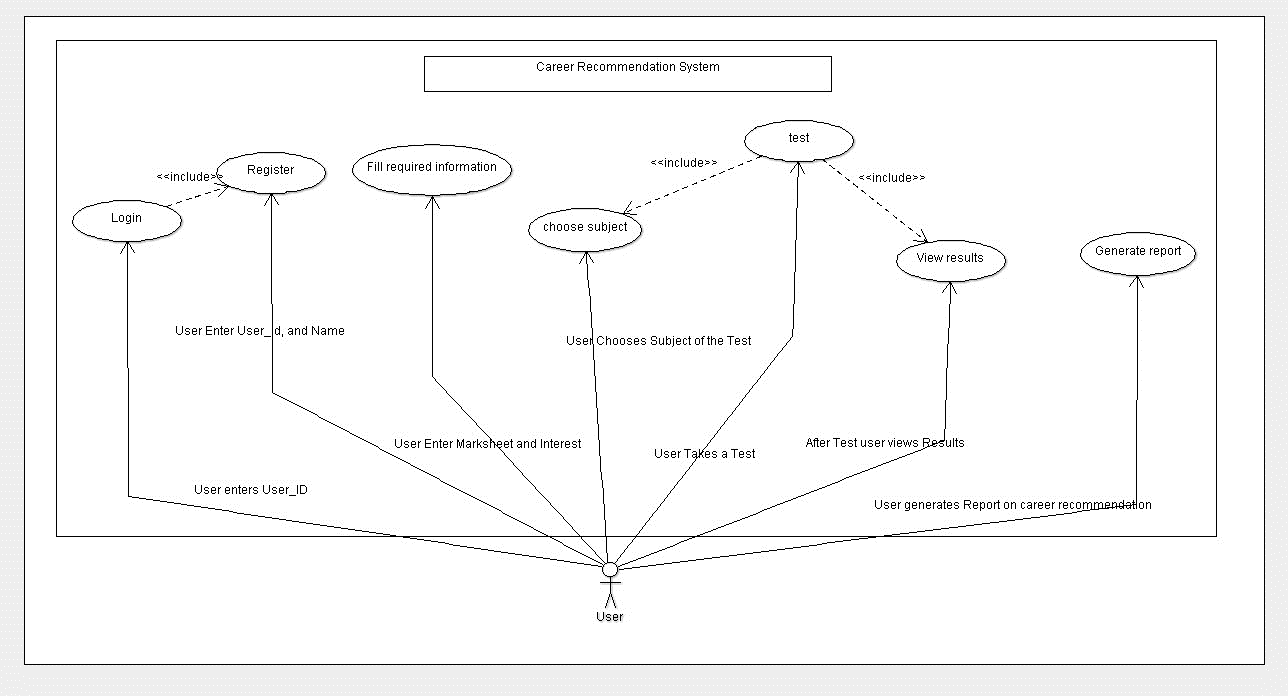 Career Recommendation System
test
<<include>>
Register
Fill required information
<<include>>
<<include>>
Login
choose subject
View results
Generate report
User Enter User_Id, and Name
User Chooses Subject of the Test
User Enter Marksheet and Interest
User Takes a Test
After Test user views Results
User enters User_ID
User generates Report on career recommendation
User